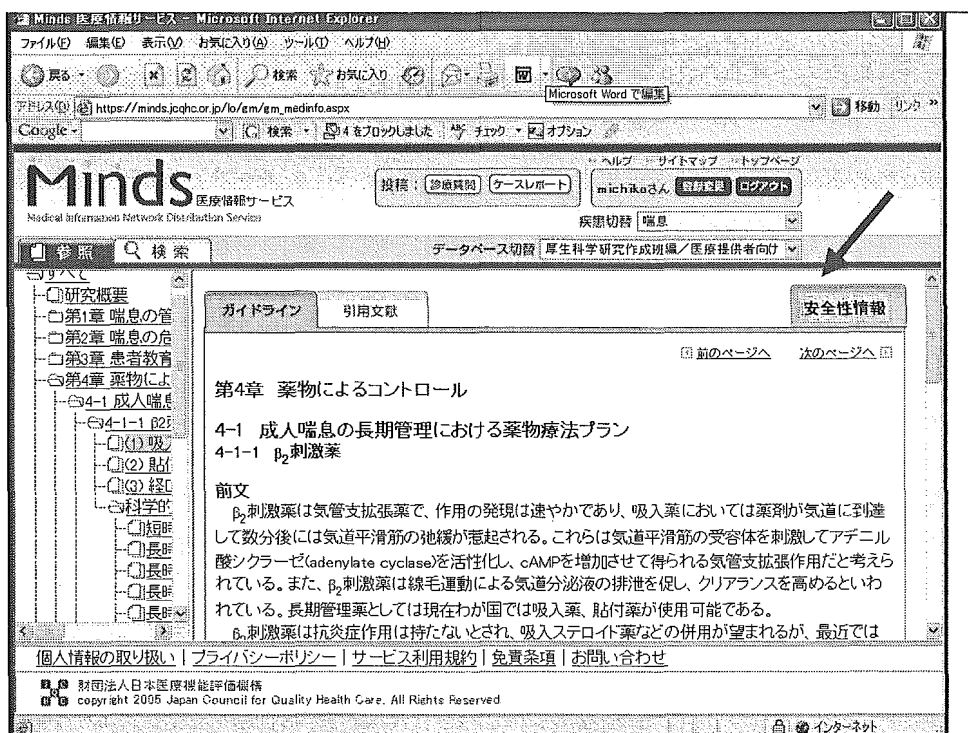 Minds 医療情報サービス - Microsoft Internet Explorer
ファイル(F) 編集(E) 表示(V) お気に入り(A) ツール(T) ヘルプ(H)
戻る 検索 お気に入り
Microsoft Word で編集
アドレス(D) https://minds.jcqhc.or.jp/lo/gm/gm_medinfo.aspx 移動 リンク »
Google 検索 4 をブロックしました チェック オプション
ヘルプ サイトマップ トップページ
Minds 医療情報サービス
Medical Information Network Distribution Service
投稿： 診療質問 ケースレポート
michikoさん 登録変更 ログアウト
疾患切替 喘息
参照 検索
データベース切替 厚生科学研究作成班編／医療提供者向け
すべて
研究概要
第1章 喘息の管
第2章 喘息の危
第3章 患者教育
第4章 薬物によ
4-1 成人喘息
4-1-1 β2刺
(1) 吸入
(2) 貼付
(3) 経口
科学的
短時
長時
長時
長時
長時
ガイドライン 引用文献 安全性情報
前のページへ 次のページへ
第4章 薬物によるコントロール
4-1 成人喘息の長期管理における薬物療法プラン
4-1-1 β2刺激薬
前文
β2刺激薬は気管支拡張薬で、作用の発現は速やかであり、吸入薬においては薬剤が気道に到達
して数分後には気道平滑筋の弛緩が惹起される。これらは気道平滑筋の受容体を刺激してアデニル
酸シクラーゼ(adenylate cyclase)を活性化し、cAMPを増加させて得られる気管支拡張作用だと考えら
れている。また、β2刺激薬は線毛運動による気道分泌液の排泄を促し、クリアランスを高めるといわ
れている。長期管理薬としては現在わが国では吸入薬、貼付薬が使用可能である。
β2刺激薬は抗炎症作用は持たないとされ、吸入ステロイド薬などの併用が望まれるが、最近では
個人情報の取り扱い | プライバシーポリシー | サービス利用規約 | 免責条項 | お問い合わせ
財団法人日本医療機能評価機構
copyright 2005 Japan Council for Quality Health Care. All Rights Reserved
インターネット